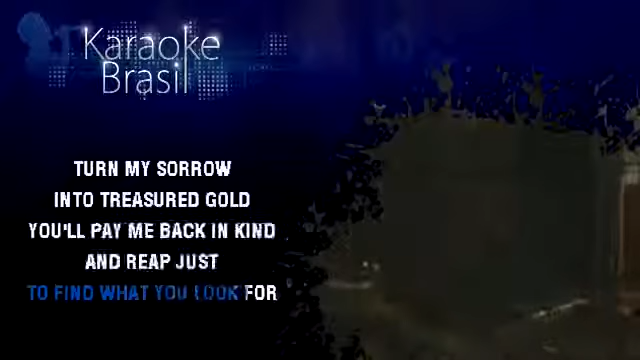 Karaoke
Brasil
TURN MY SORROW
INTO TREASURED GOLD
YOU'LL PAY ME BACK IN KIND
AND REAP JUST
TO FIND WHAT YOU LOOK FOR